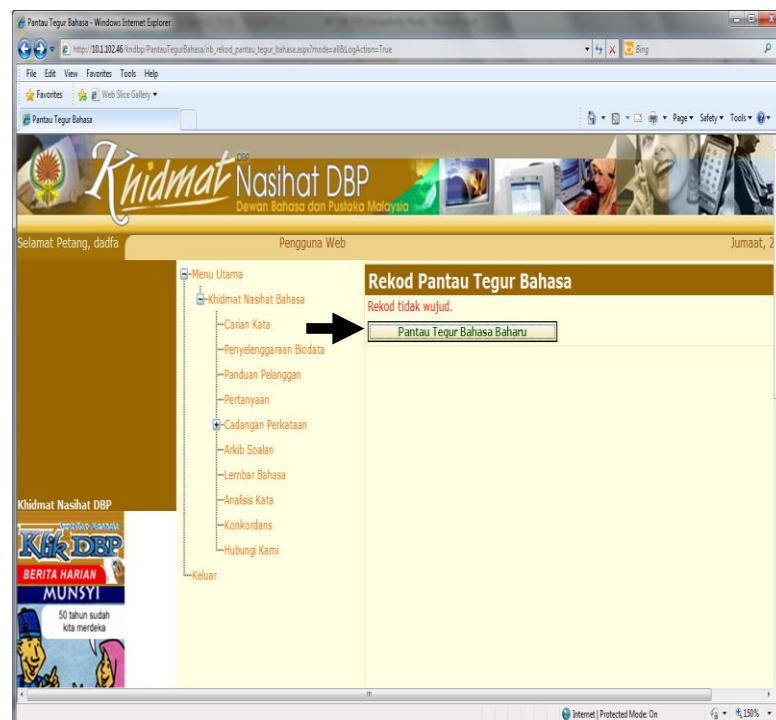 Pantau Tegur Bahasa - Windows Internet Explorer
http://10.1.102.46/kndbp/PantauTegurBahasa/nb_rekod_pantau_tegur_bahasa.aspx?mode=all&LogAction=True
Bing
File Edit View Favorites Tools Help
Favorites Web Slice Gallery
Pantau Tegur Bahasa
Page Safety Tools
Khidmat Nasihat DBP
Dewan Bahasa dan Pustaka Malaysia
Selamat Petang, dadfa
Pengguna Web
Jumaat, 2
Menu Utama
Khidmat Nasihat Bahasa
Carian Kata
Penyelenggaraan Biodata
Panduan Pelanggan
Pertanyaan
Cadangan Perkataan
Arkib Soalan
Lembar Bahasa
Analisis Kata
Konkordans
Hubungi Kami
Keluar
Rekod Pantau Tegur Bahasa
Rekod tidak wujud.
Pantau Tegur Bahasa Baharu
Khidmat Nasihat DBP
Klik DBP
BERITA HARIAN
MUNSYI
50 tahun sudah
kita merdeka
Internet | Protected Mode: On
150%